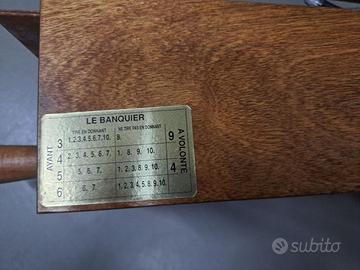 LE BANQUIER
TIRE EN DONNANT NE TIRE PAS EN DONNANT
AYANT
3 1.2.3.4.5.6.7.10. 8. 9
4 2. 3. 4. 5. 6. 7. 1. 8. 9. 10.
5 5. 6. 7. 1. 2. 3. 8. 9. 10. 4
6 6. 7. 1. 2. 3. 4. 5. 8. 9. 10.
A VOLONTE
subito